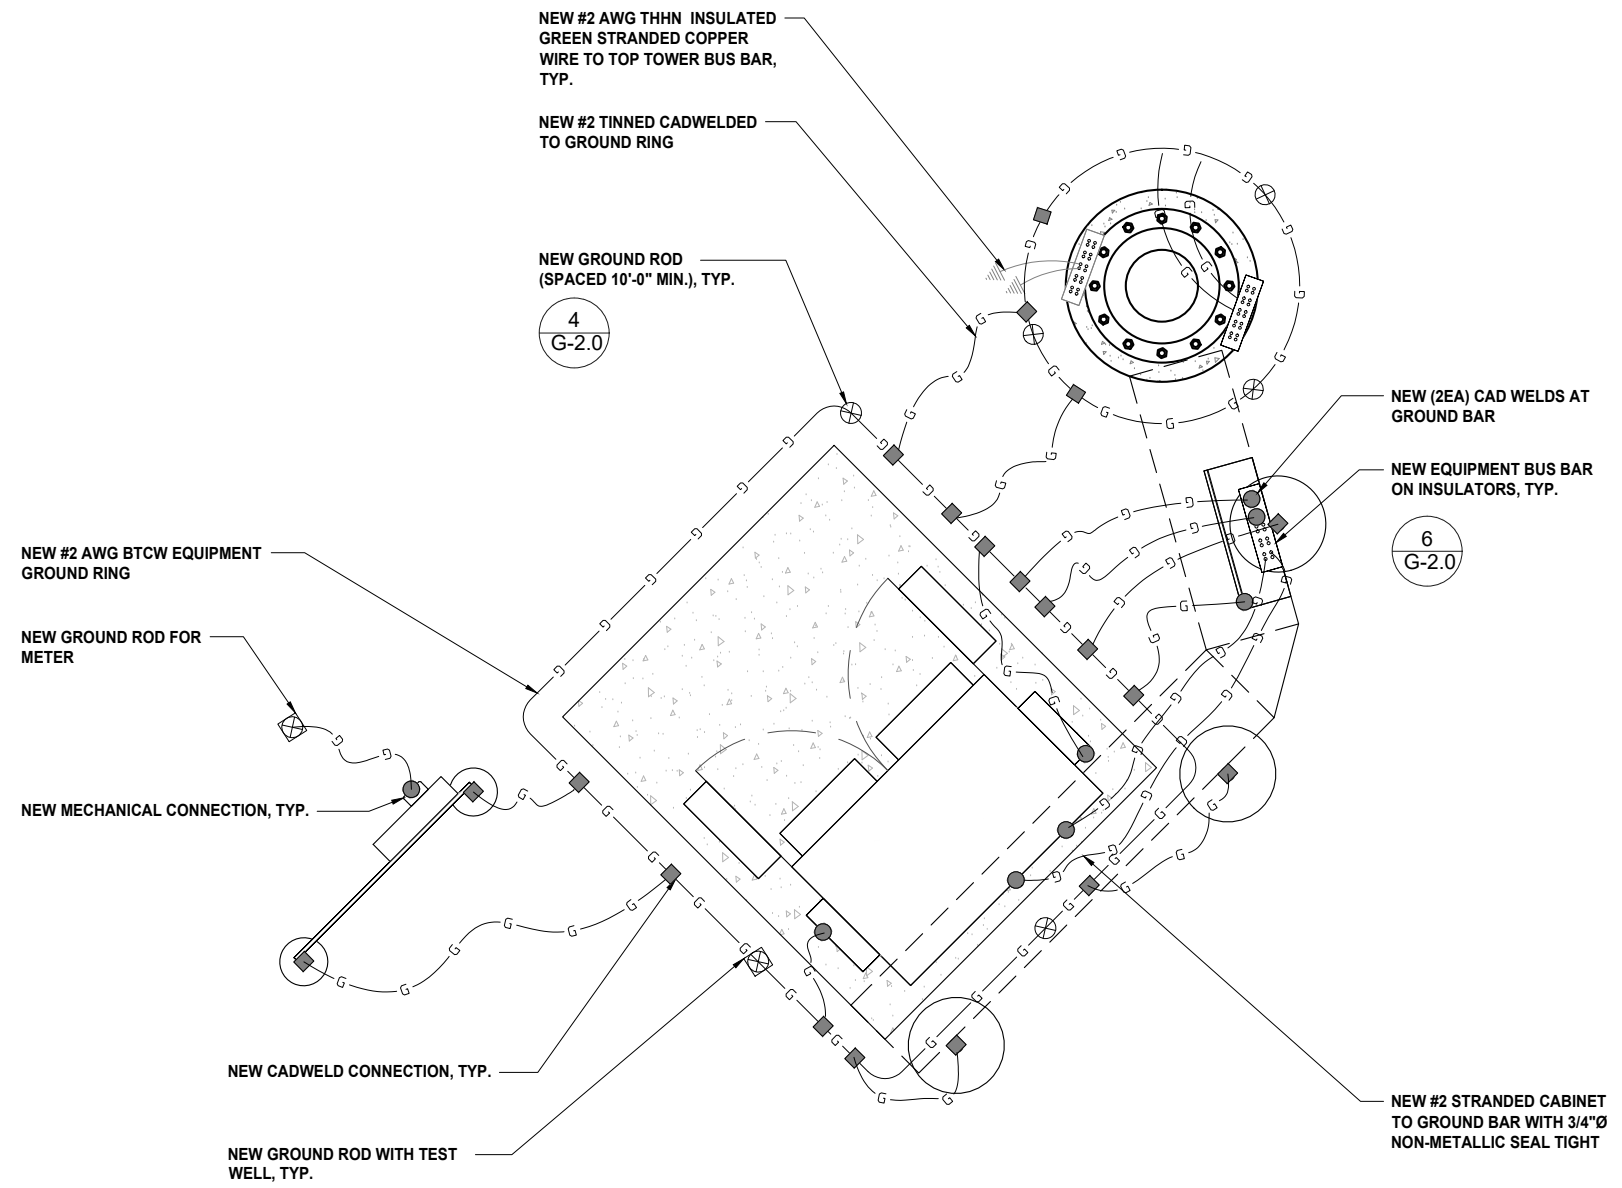 NEW #2 AWG THHN  INSULATED
GREEN STRANDED COPPER
WIRE TO TOP TOWER BUS BAR,
TYP.
NEW #2 TINNED CADWELDED
TO GROUND RING
NEW GROUND ROD
(SPACED 10'-0" MIN.), TYP.
4
G-2.0
NEW (2EA) CAD WELDS AT
GROUND BAR
NEW EQUIPMENT BUS BAR
ON INSULATORS, TYP.
6
G-2.0
NEW #2 AWG BTCW EQUIPMENT
GROUND RING
NEW GROUND ROD FOR
METER
NEW MECHANICAL CONNECTION, TYP.
NEW CADWELD CONNECTION, TYP.
NEW GROUND ROD WITH TEST
WELL, TYP.
NEW #2 STRANDED CABINET
TO GROUND BAR WITH 3/4"Ø
NON-METALLIC SEAL TIGHT